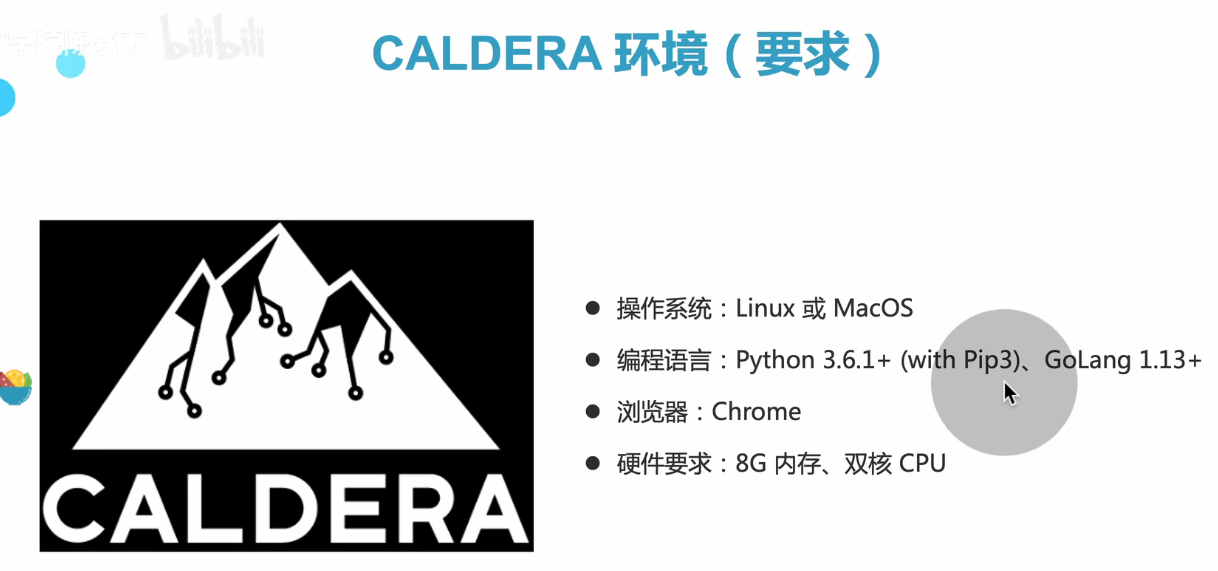 bilibili
CALDERA 环境（要求）
操作系统：Linux 或 MacOS
编程语言：Python 3.6.1+ (with Pip3)、GoLang 1.13+
浏览器：Chrome
硬件要求：8G 内存、双核 CPU
CALDERA